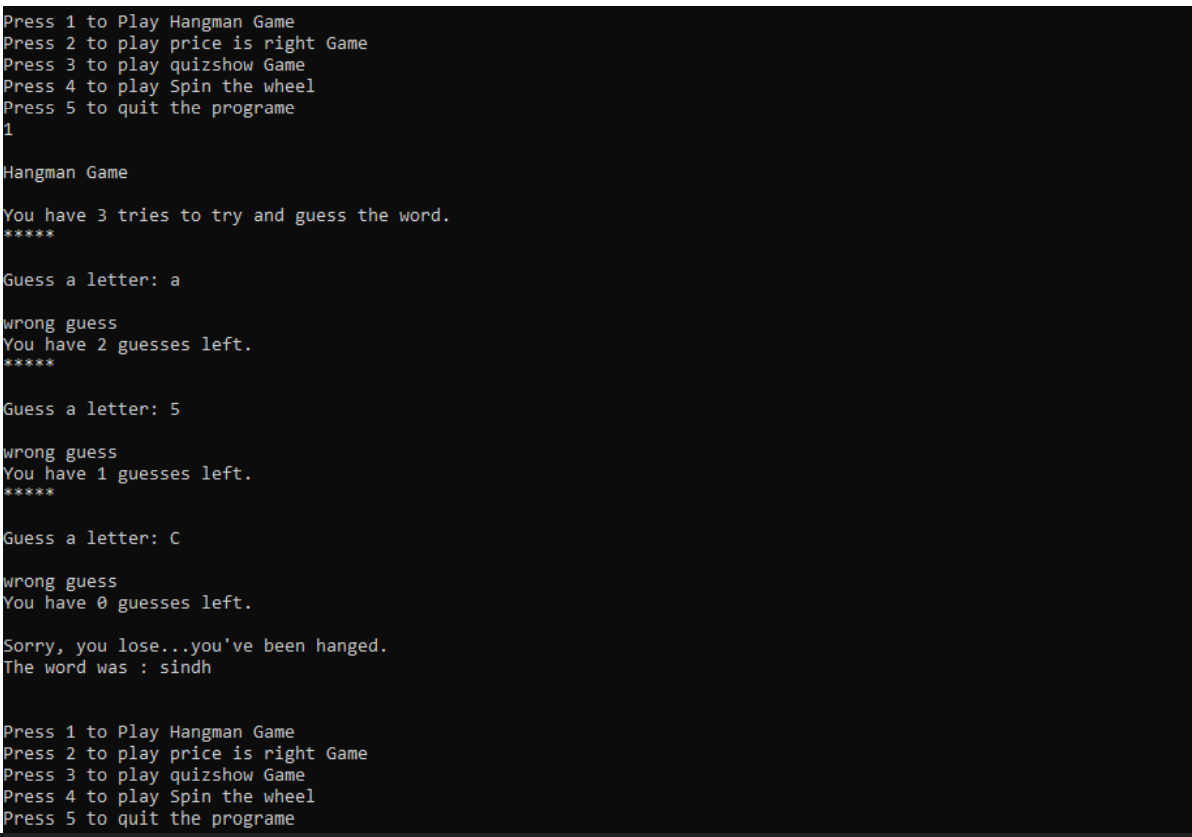 Press 1 to Play Hangman Game
Press 2 to play price is right Game
Press 3 to play quizshow Game
Press 4 to play Spin the wheel
Press 5 to quit the programe
1
Hangman Game
You have 3 tries to try and guess the word.
*****
Guess a letter: a
wrong guess
You have 2 guesses left.
*****
Guess a letter: 5
wrong guess
You have 1 guesses left.
*****
Guess a letter: C
wrong guess
You have 0 guesses left.
Sorry, you lose...you've been hanged.
The word was : sindh
Press 1 to Play Hangman Game
Press 2 to play price is right Game
Press 3 to play quizshow Game
Press 4 to play Spin the wheel
Press 5 to quit the programe